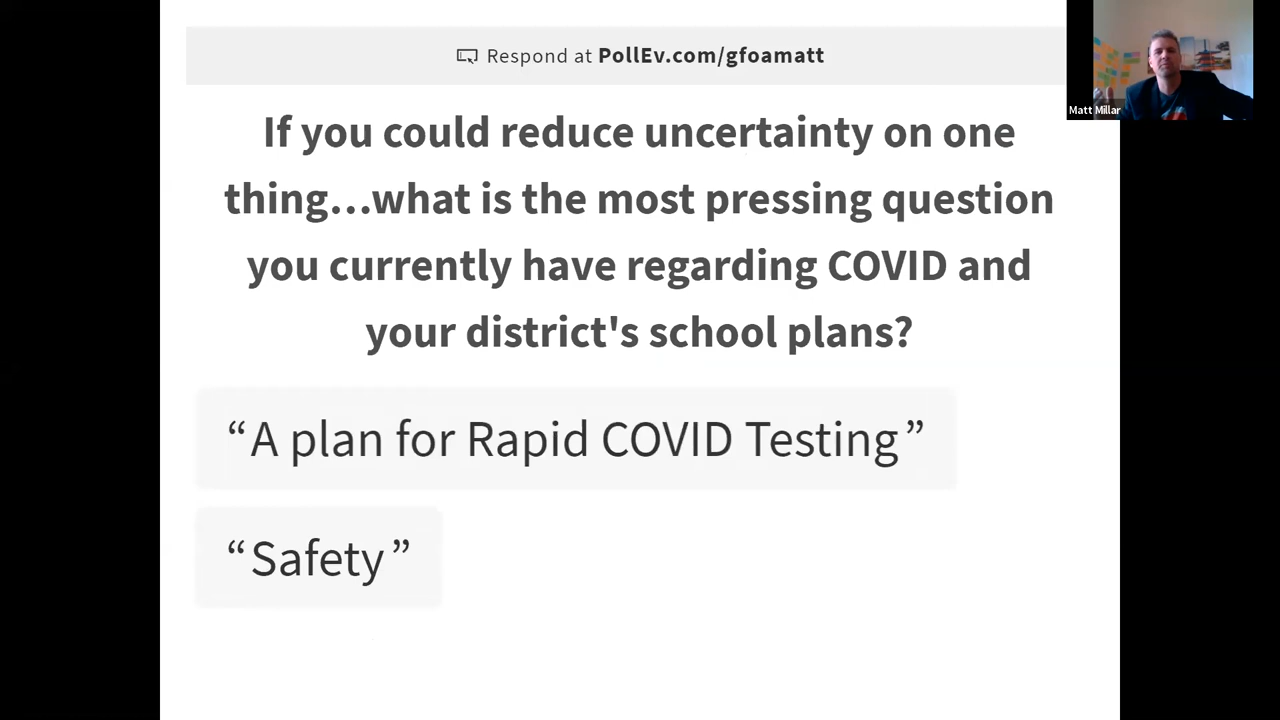 Respond at PollEv.com/gfoamatt
Matt Millar
If you could reduce uncertainty on one
thing...what is the most pressing question
you currently have regarding COVID and
your district's school plans?
“A plan for Rapid COVID Testing”
“Safety”